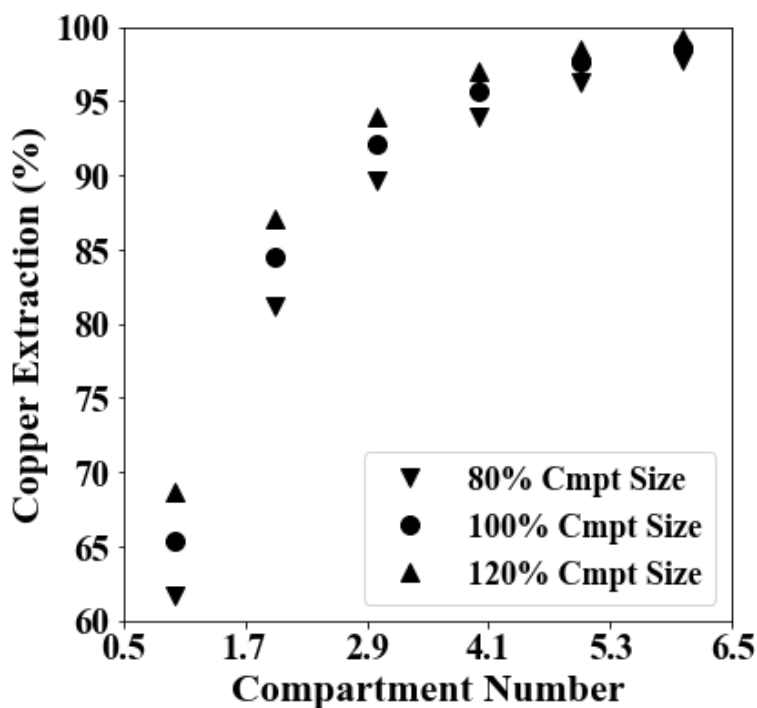 100
95
90
85
80
75
70
65
60
Copper Extraction (%)
80% Cmpt Size
100% Cmpt Size
120% Cmpt Size
0.5 1.7 2.9 4.1 5.3 6.5
Compartment Number